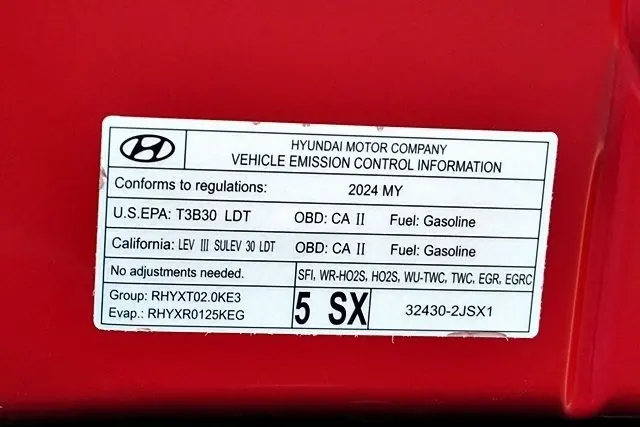 HYUNDAI MOTOR COMPANY
VEHICLE EMISSION CONTROL INFORMATION
Conforms to regulations: 2024 MY
U.S.EPA: T3B30 LDT OBD: CA II Fuel: Gasoline
California: LEV III SULEV 30 LDT OBD: CA II Fuel: Gasoline
No adjustments needed. SFI, WR-HO2S, HO2S, WU-TWC, TWC, EGR, EGRC
Group: RHYXT02.0KE3
Evap.: RHYXR0125KEG
5 SX
32430-2JSX1